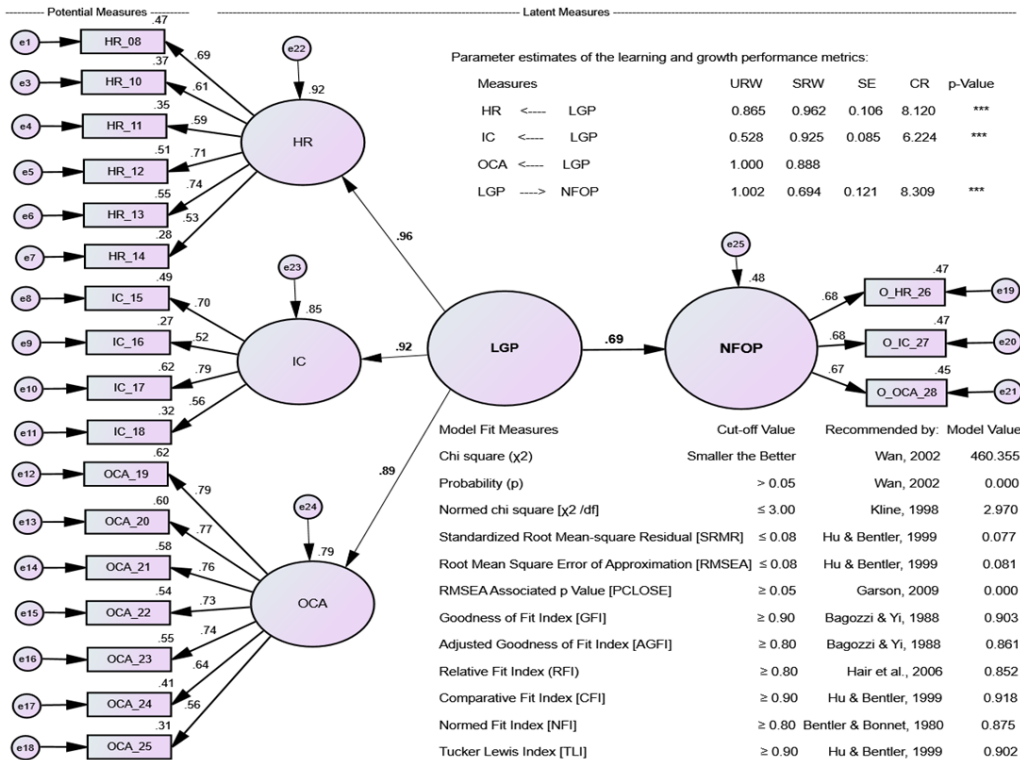 Potential Measures
Latent Measures
Parameter estimates of the learning and growth performance metrics:
Measures URW SRW SE CR p-Value
HR <---- LGP 0.865 0.962 0.106 8.120 ***
IC <---- LGP 0.528 0.925 0.085 6.224 ***
OCA <---- LGP 1.000 0.888
LGP ----> NFOP 1.002 0.694 0.121 8.309 ***
e1 HR_08 .47 .69
e3 HR_10 .37 .61
e4 HR_11 .35 .59
e5 HR_12 .51 .71
e6 HR_13 .55 .74
e7 HR_14 .28 .53
e22 .92
HR
.96
e8 IC_15 .49 .70
e9 IC_16 .27 .52
e10 IC_17 .62 .79
e11 IC_18 .32 .56
e23 .85
IC
.92
e12 OCA_19 .62 .79
e13 OCA_20 .60 .77
e14 OCA_21 .58 .76
e15 OCA_22 .54 .73
e16 OCA_23 .55 .74
e17 OCA_24 .41 .64
e18 OCA_25 .31 .56
e24 .79
OCA
.89
LGP
.69
e25 .48
NFOP
.68 O_HR_26 .47 e19
.68 O_IC_27 .47 e20
.67 O_OCA_28 .45 e21
Model Fit Measures Cut-off Value Recommended by: Model Value
Chi square (χ2) Smaller the Better Wan, 2002 460.355
Probability (p) > 0.05 Wan, 2002 0.000
Normed chi square [χ2 /df] ≤ 3.00 Kline, 1998 2.970
Standardized Root Mean-square Residual [SRMR] ≤ 0.08 Hu & Bentler, 1999 0.077
Root Mean Square Error of Approximation [RMSEA] ≤ 0.08 Hu & Bentler, 1999 0.081
RMSEA Associated p Value [PCLOSE] ≥ 0.05 Garson, 2009 0.000
Goodness of Fit Index [GFI] ≥ 0.90 Bagozzi & Yi, 1988 0.903
Adjusted Goodness of Fit Index [AGFI] ≥ 0.80 Bagozzi & Yi, 1988 0.861
Relative Fit Index (RFI) ≥ 0.80 Hair et al., 2006 0.852
Comparative Fit Index [CFI] ≥ 0.90 Hu & Bentler, 1999 0.918
Normed Fit Index [NFI] ≥ 0.80 Bentler & Bonnet, 1980 0.875
Tucker Lewis Index [TLI] ≥ 0.90 Hu & Bentler, 1999 0.902